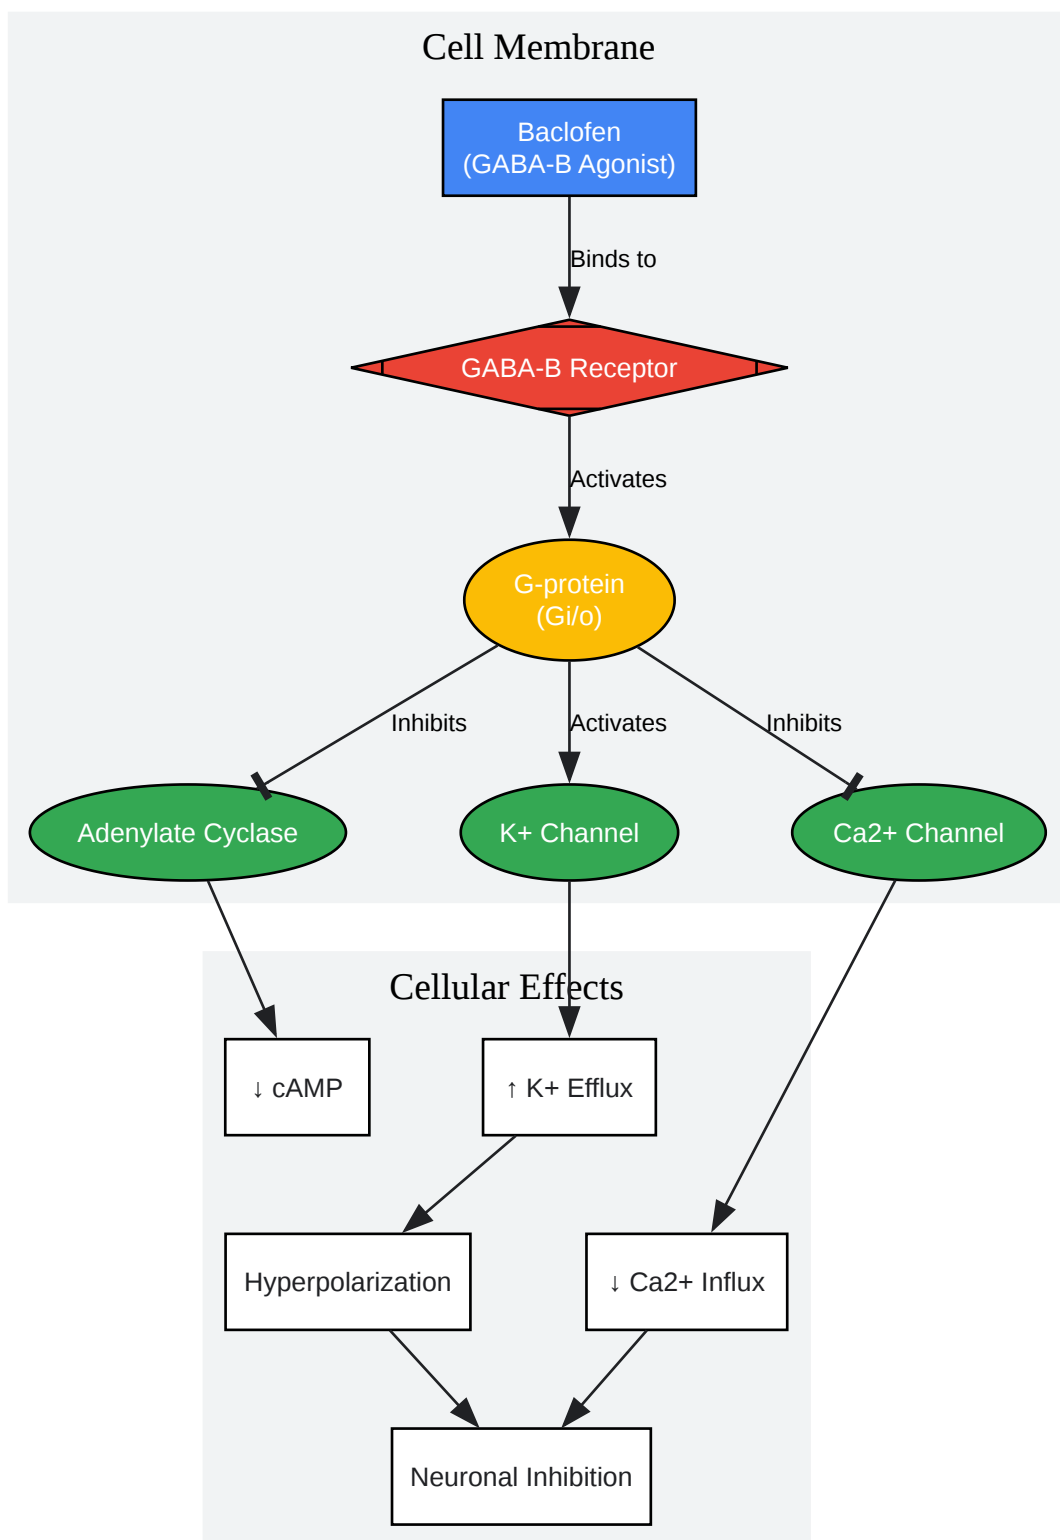 Cell Membrane
Baclofen
(GABA-B Agonist)
Binds to
GABA-B Receptor
Activates
G-protein
(Gi/o)
Inhibits
Activates
Inhibits
Adenylate Cyclase
K+ Channel
Ca2+ Channel
Cellular Effects
↓ cAMP
↑ K+ Efflux
Hyperpolarization
↓ Ca2+ Influx
Neuronal Inhibition